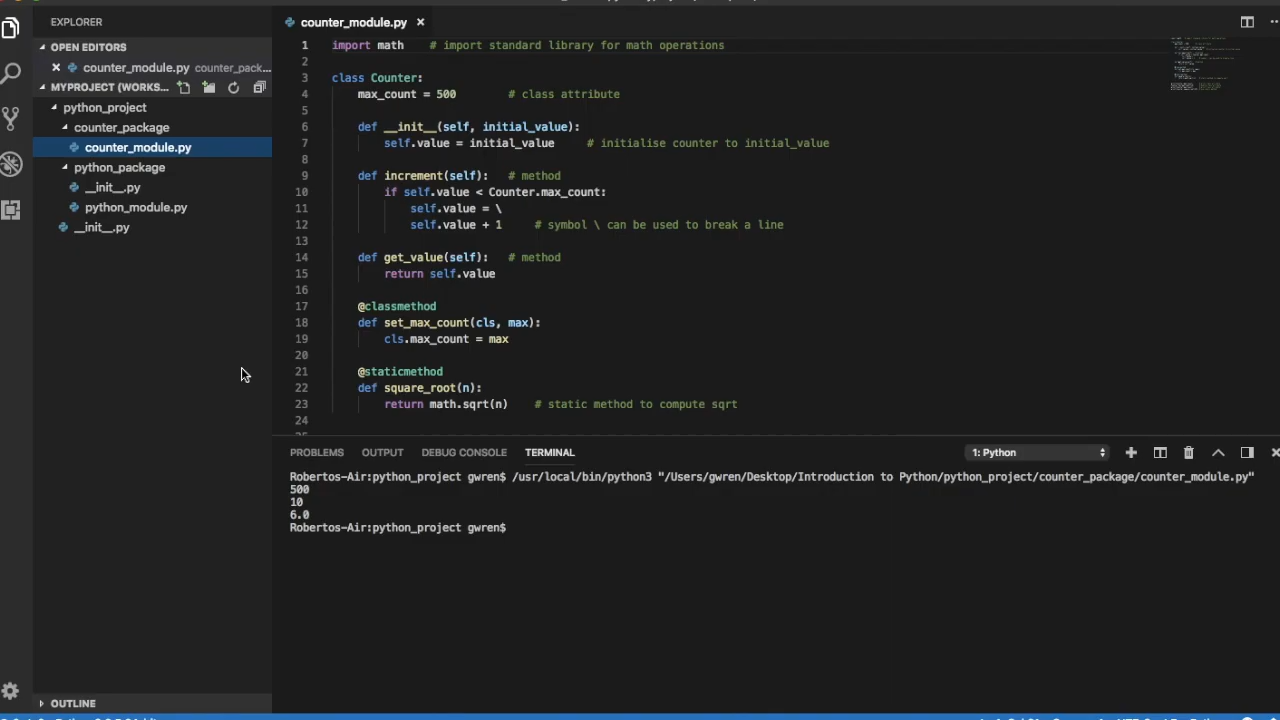 EXPLORER
OPEN EDITORS
counter_module.py counter_pack...
MYPROJECT (WORKS...
python_project
counter_package
counter_module.py
python_package
__init__.py
python_module.py
__init__.py
OUTLINE
counter_module.py
1 import math # import standard library for math operations
2
3 class Counter:
4 max_count = 500 # class attribute
5
6 def __init__(self, initial_value):
7 self.value = initial_value # initialise counter to initial_value
8
9 def increment(self): # method
10 if self.value < Counter.max_count:
11 self.value = \
12 self.value + 1 # symbol \ can be used to break a line
13
14 def get_value(self): # method
15 return self.value
16
17 @classmethod
18 def set_max_count(cls, max):
19 cls.max_count = max
20
21 @staticmethod
22 def square_root(n):
23 return math.sqrt(n) # static method to compute sqrt
24
PROBLEMS OUTPUT DEBUG CONSOLE TERMINAL 1: Python
Robertos-Air:python_project gwren$ /usr/local/bin/python3 "/Users/gwren/Desktop/Introduction to Python/python_project/counter_package/counter_module.py"
500
10
6.0
Robertos-Air:python_project gwren$